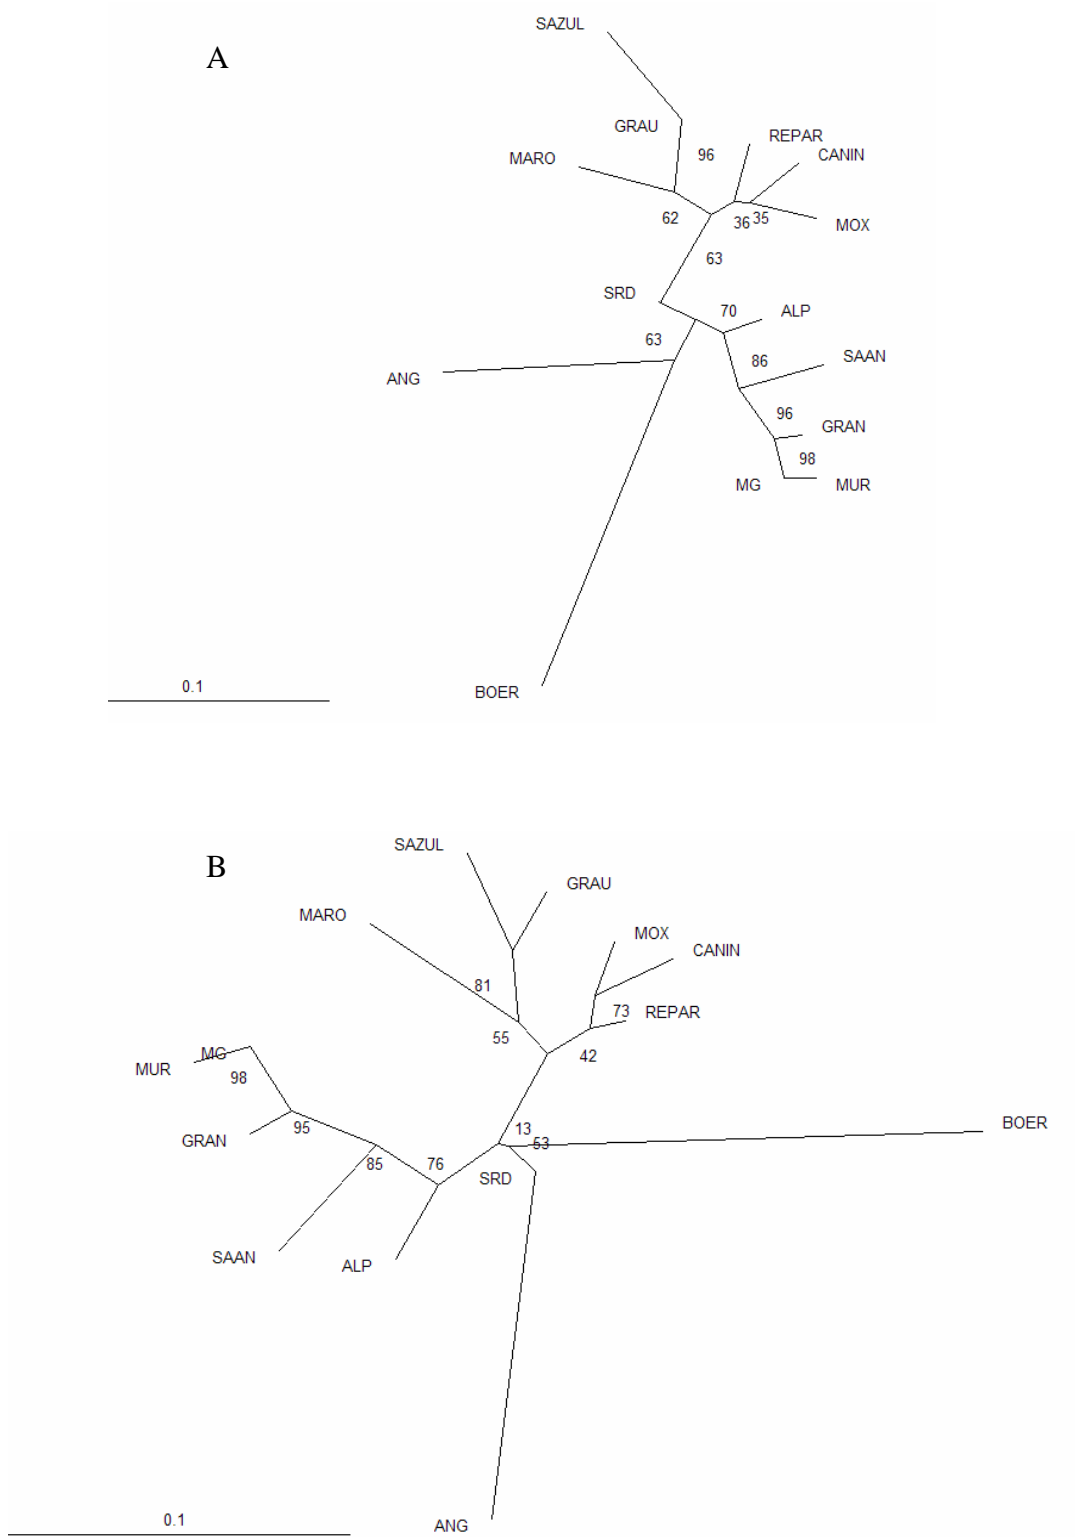 SAZUL
A
GRAU
REPAR
96
CANIN
MARO
62
36
35
MOX
63
SRD
70
ALP
63
86
SAAN
ANG
96
GRAN
98
MG
MUR
0.1
BOER
SAZUL
B
GRAU
MARO
MOX
CANIN
81
73
REPAR
55
42
MG
MUR
98
13
BOER
95
53
GRAN
85
76
SRD
SAAN
ALP
0.1
ANG